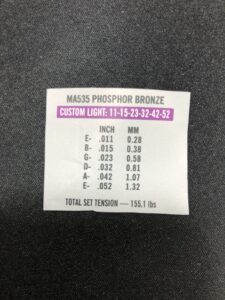 MA535 PHOSPHOR BRONZE
CUSTOM LIGHT: 11-15-23-32-42-52
INCH MM
E- .011 0.28
B- .015 0.38
G- .023 0.58
D- .032 0.81
A- .042 1.07
E- .052 1.32
TOTAL SET TENSION — 155.1 lbs